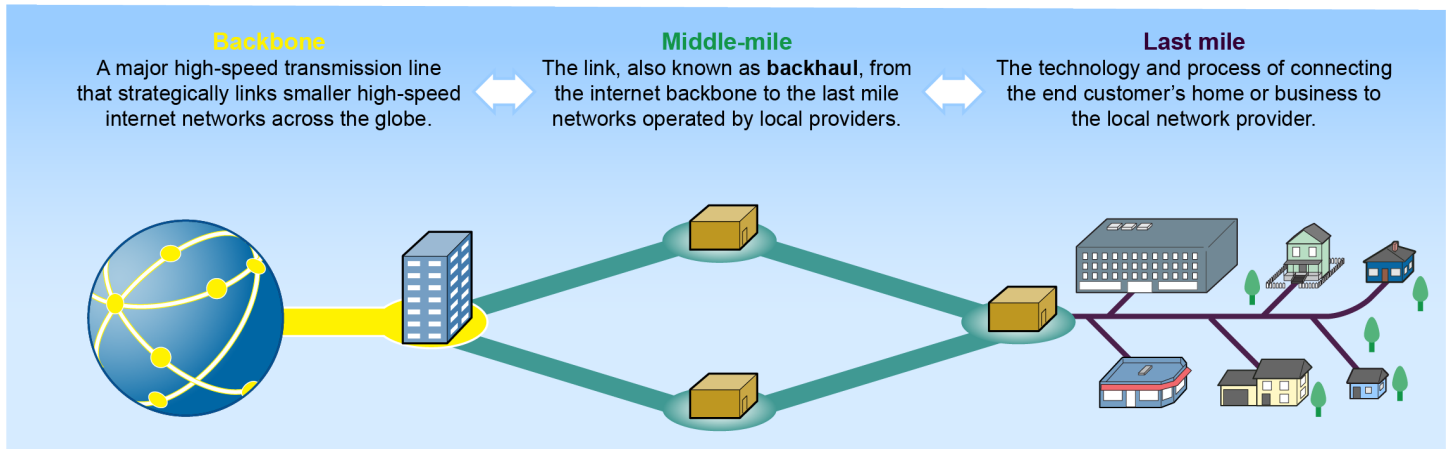 Backbone
A major high-speed transmission line
that strategically links smaller high-speed
internet networks across the globe.
Middle-mile
The link, also known as backhaul, from
the internet backbone to the last mile
networks operated by local providers.
Last mile
The technology and process of connecting
the end customer’s home or business to
the local network provider.